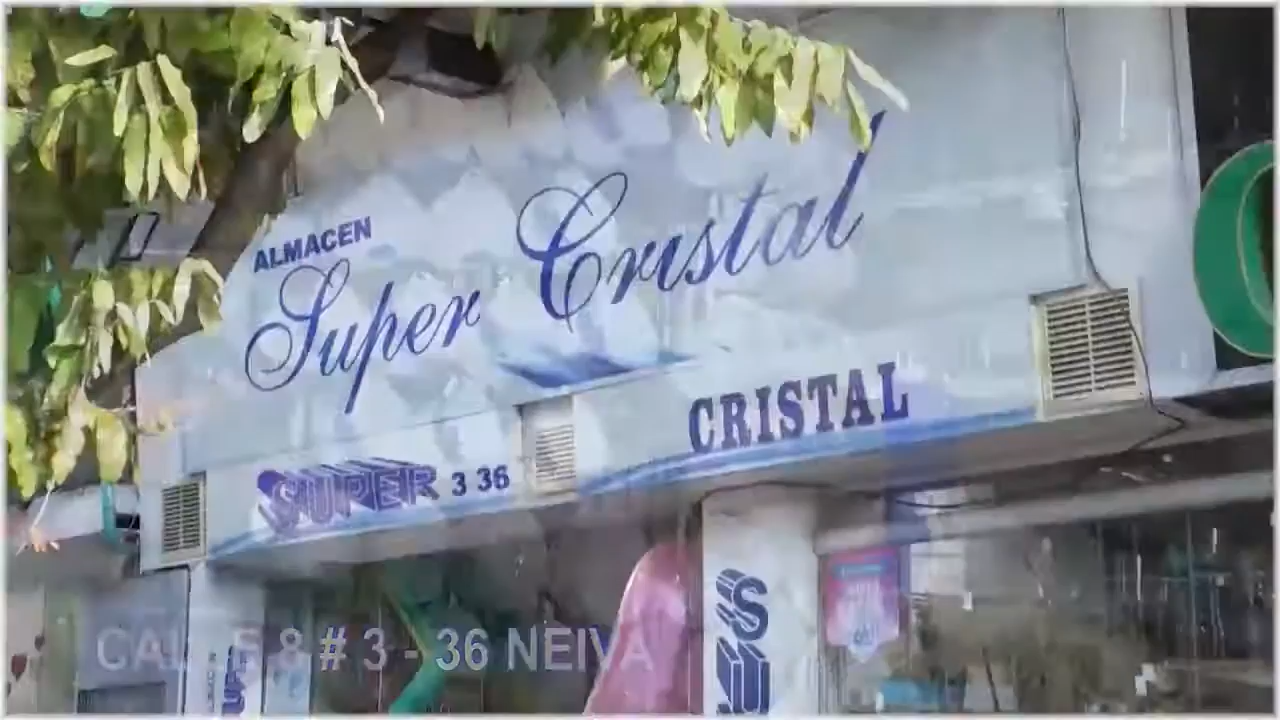 ALMACEN
Super Cristal
SUPER 3 36
CRISTAL
CALLE 8 # 3 - 36 NEIVA